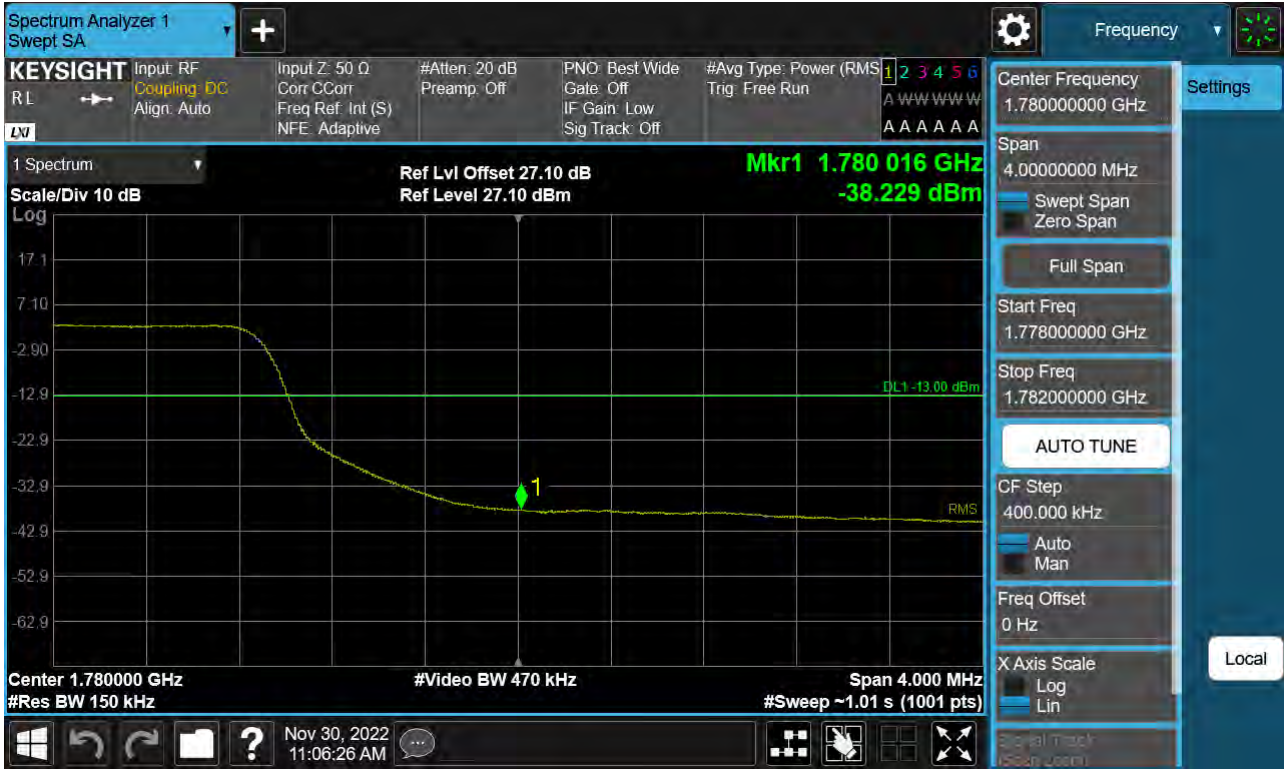 Spectrum Analyzer 1
Swept SA
+
Frequency
KEYSIGHT
RL
LXI
Input: RF
Coupling: DC
Align: Auto
Input Z: 50 Ω
Corr CCorr
Freq Ref: Int (S)
NFE: Adaptive
#Atten: 20 dB
Preamp: Off
PNO: Best Wide
Gate: Off
IF Gain: Low
Sig Track: Off
#Avg Type: Power (RMS
Trig: Free Run
1 2 3 4 5 6
A W W W W W
A A A A A A
1 Spectrum
Scale/Div 10 dB
Log
Ref Lvl Offset 27.10 dB
Ref Level 27.10 dBm
Mkr1 1.780 016 GHz
-38.229 dBm
17.1
7.10
-2.90
-12.9
-22.9
-32.9
-42.9
-52.9
-62.9
DL1 -13.00 dBm
1
RMS
Center 1.780000 GHz
#Res BW 150 kHz
#Video BW 470 kHz
Span 4.000 MHz
#Sweep ~1.01 s (1001 pts)
Center Frequency
1.780000000 GHz
Span
4.00000000 MHz
Swept Span
Zero Span
Full Span
Start Freq
1.778000000 GHz
Stop Freq
1.782000000 GHz
AUTO TUNE
CF Step
400.000 kHz
Auto
Man
Freq Offset
0 Hz
X Axis Scale
Log
Lin
Settings
Local
?
Nov 30, 2022
11:06:26 AM